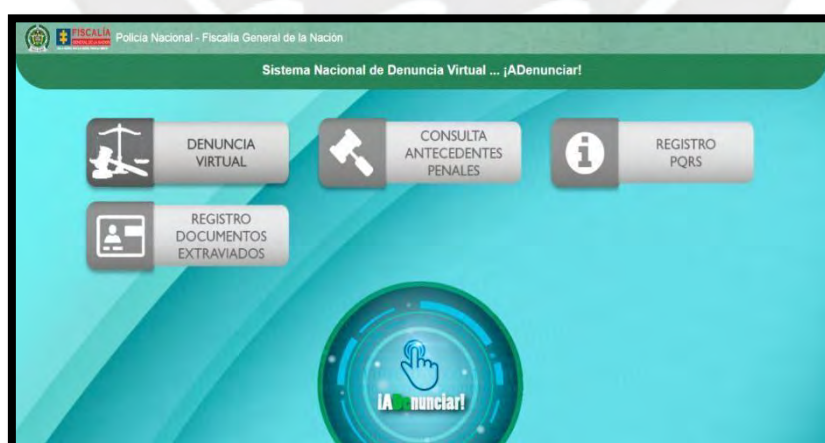 FISCALÍA
Policía Nacional - Fiscalía General de la Nación
Sistema Nacional de Denuncia Virtual ... ¡ADenunciar!
DENUNCIA
VIRTUAL
CONSULTA
ANTECEDENTES
PENALES
REGISTRO
PQRS
REGISTRO
DOCUMENTOS
EXTRAVIADOS
¡ADenunciar!